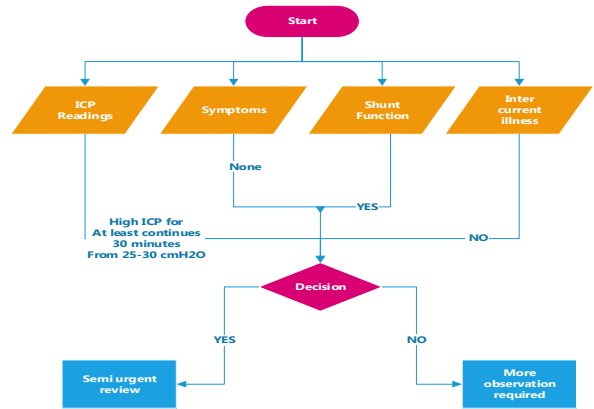 Start
ICP
Readings
Symptoms
Shunt
Function
Inter
current
illness
None
YES
High ICP for
At least continues
30 minutes
From 25-30 cmH2O
NO
Decision
YES
NO
Semi urgent
review
More
observation
required